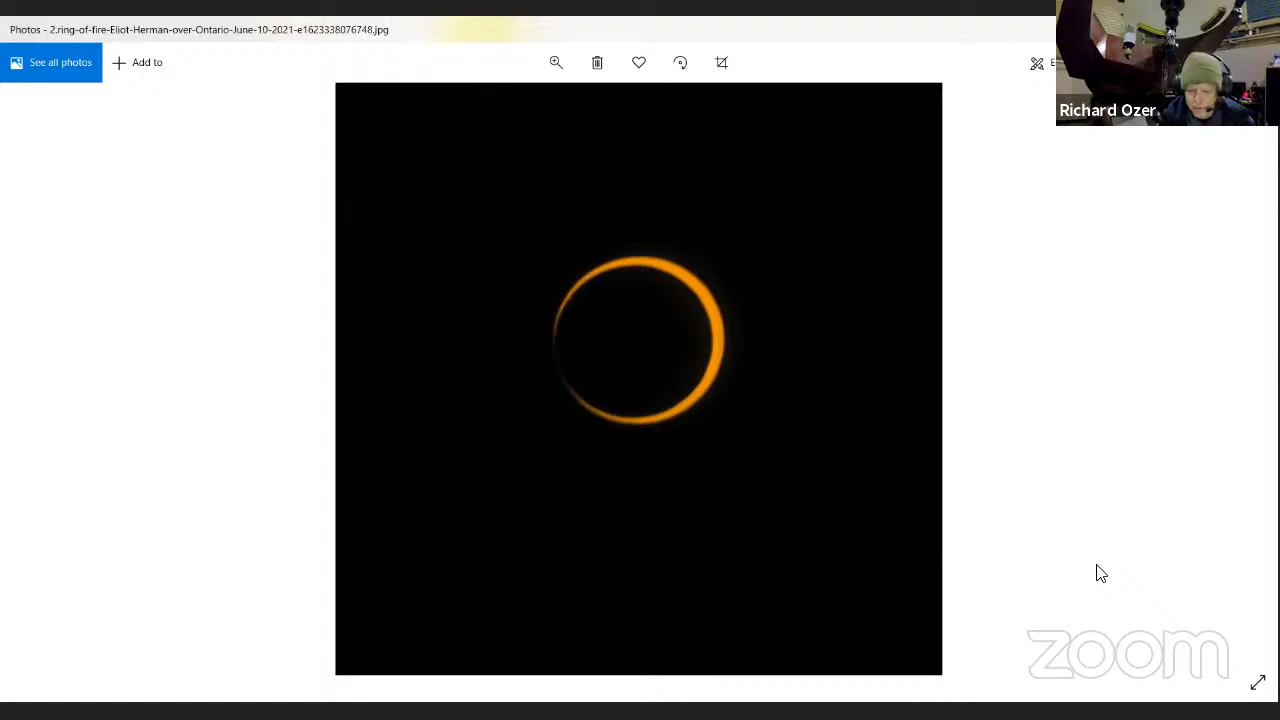 Photos - 2.ring-of-fire-Eliot-Herman-over-Ontario-June-10-2021-e1623338076748.jpg
See all photos
Add to
E
Richard Ozer
zoom